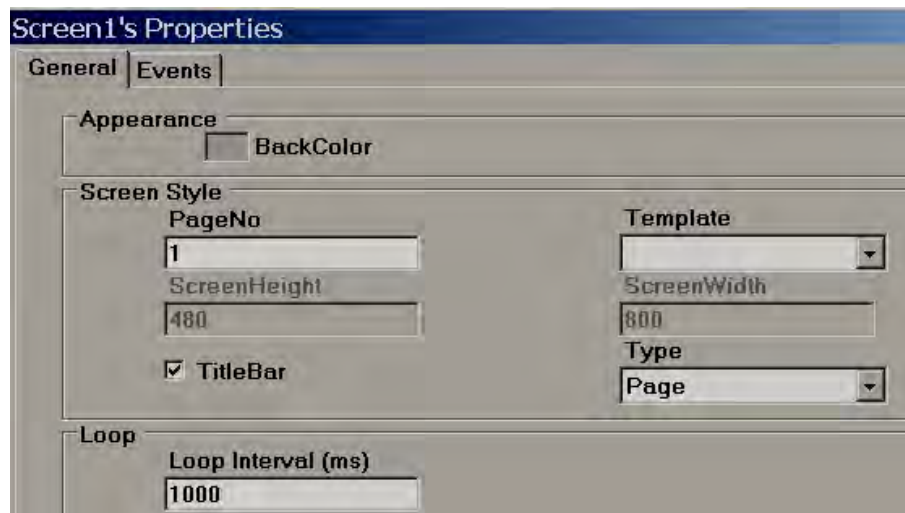 Screen1's Properties
General Events
Appearance
BackColor
Screen Style
PageNo Template
1
ScreenHeight ScreenWidth
480 800
TitleBar Type
Page
Loop
Loop Interval (ms)
1000